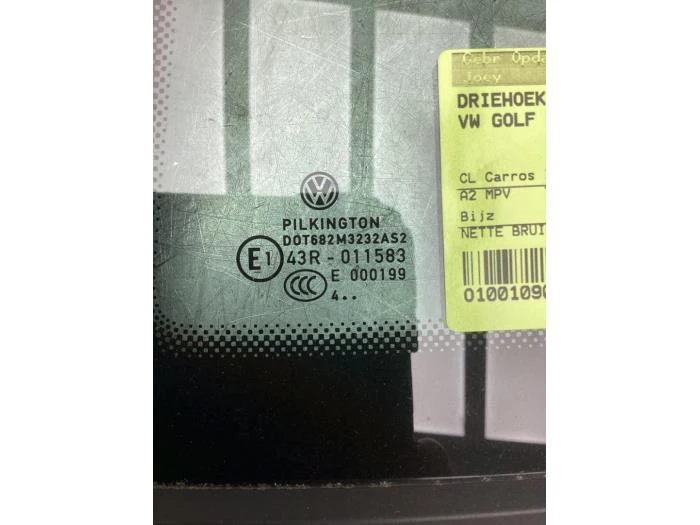 VW
PILKINGTON
DOT682M3232AS2
E1 43R - 011583
CCC E 000199
4..
Gebr Opda
Joey
DRIEHOEK
VW GOLF
CL Carros
A2 MPV
Bijz
NETTE BRUI
01001090